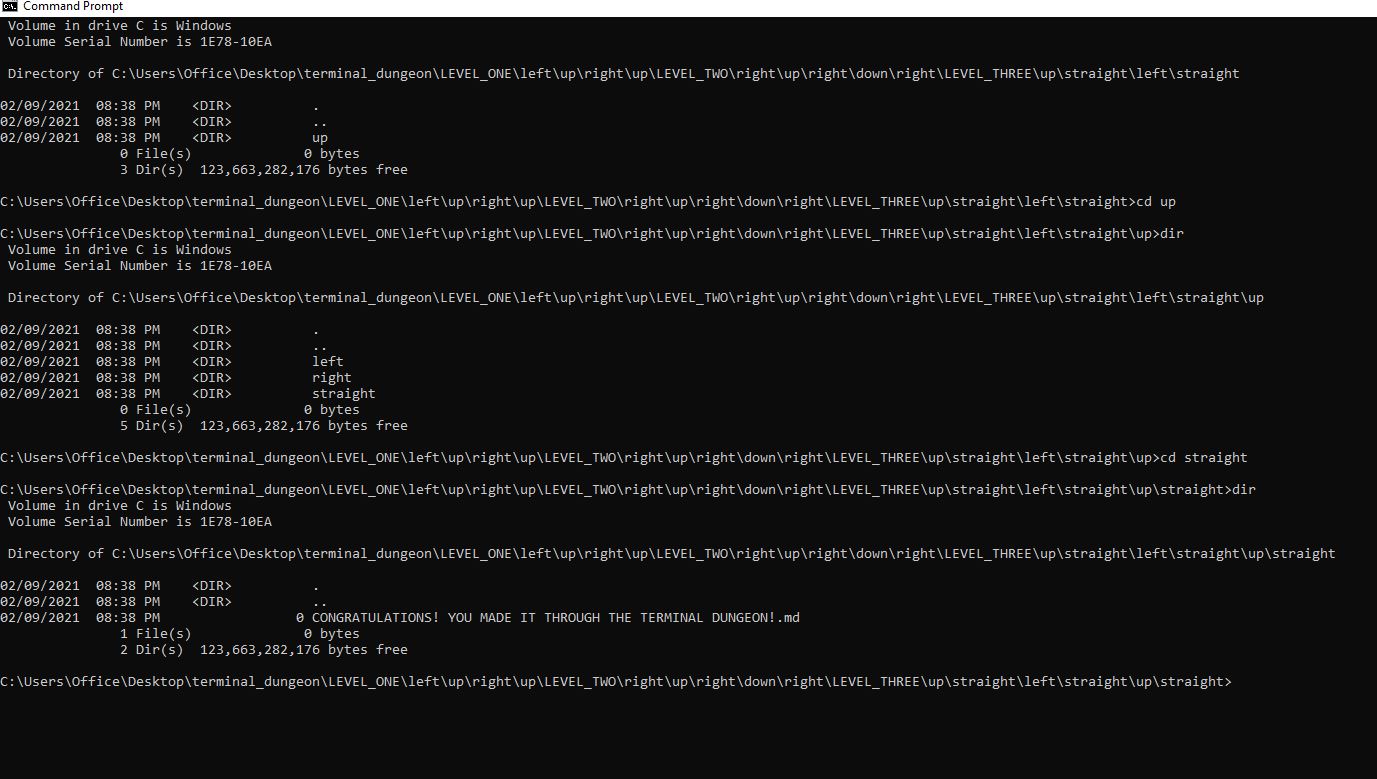 Command Prompt
Volume in drive C is Windows
Volume Serial Number is 1E78-10EA
Directory of C:\Users\Office\Desktop\terminal_dungeon\LEVEL_ONE\left\up\right\up\LEVEL_TWO\right\up\right\down\right\LEVEL_THREE\up\straight\left\straight
02/09/2021  08:38 PM    <DIR>          .
02/09/2021  08:38 PM    <DIR>          ..
02/09/2021  08:38 PM    <DIR>          up
0 File(s)              0 bytes
3 Dir(s)  123,663,282,176 bytes free
C:\Users\Office\Desktop\terminal_dungeon\LEVEL_ONE\left\up\right\up\LEVEL_TWO\right\up\right\down\right\LEVEL_THREE\up\straight\left\straight>cd up
C:\Users\Office\Desktop\terminal_dungeon\LEVEL_ONE\left\up\right\up\LEVEL_TWO\right\up\right\down\right\LEVEL_THREE\up\straight\left\straight\up>dir
Volume in drive C is Windows
Volume Serial Number is 1E78-10EA
Directory of C:\Users\Office\Desktop\terminal_dungeon\LEVEL_ONE\left\up\right\up\LEVEL_TWO\right\up\right\down\right\LEVEL_THREE\up\straight\left\straight\up
02/09/2021  08:38 PM    <DIR>          .
02/09/2021  08:38 PM    <DIR>          ..
02/09/2021  08:38 PM    <DIR>          left
02/09/2021  08:38 PM    <DIR>          right
02/09/2021  08:38 PM    <DIR>          straight
0 File(s)              0 bytes
5 Dir(s)  123,663,282,176 bytes free
C:\Users\Office\Desktop\terminal_dungeon\LEVEL_ONE\left\up\right\up\LEVEL_TWO\right\up\right\down\right\LEVEL_THREE\up\straight\left\straight\up>cd straight
C:\Users\Office\Desktop\terminal_dungeon\LEVEL_ONE\left\up\right\up\LEVEL_TWO\right\up\right\down\right\LEVEL_THREE\up\straight\left\straight\up\straight>dir
Volume in drive C is Windows
Volume Serial Number is 1E78-10EA
Directory of C:\Users\Office\Desktop\terminal_dungeon\LEVEL_ONE\left\up\right\up\LEVEL_TWO\right\up\right\down\right\LEVEL_THREE\up\straight\left\straight\up\straight
02/09/2021  08:38 PM    <DIR>          .
02/09/2021  08:38 PM    <DIR>          ..
02/09/2021  08:38 PM                 0 CONGRATULATIONS! YOU MADE IT THROUGH THE TERMINAL DUNGEON!.md
1 File(s)              0 bytes
2 Dir(s)  123,663,282,176 bytes free
C:\Users\Office\Desktop\terminal_dungeon\LEVEL_ONE\left\up\right\up\LEVEL_TWO\right\up\right\down\right\LEVEL_THREE\up\straight\left\straight\up\straight>